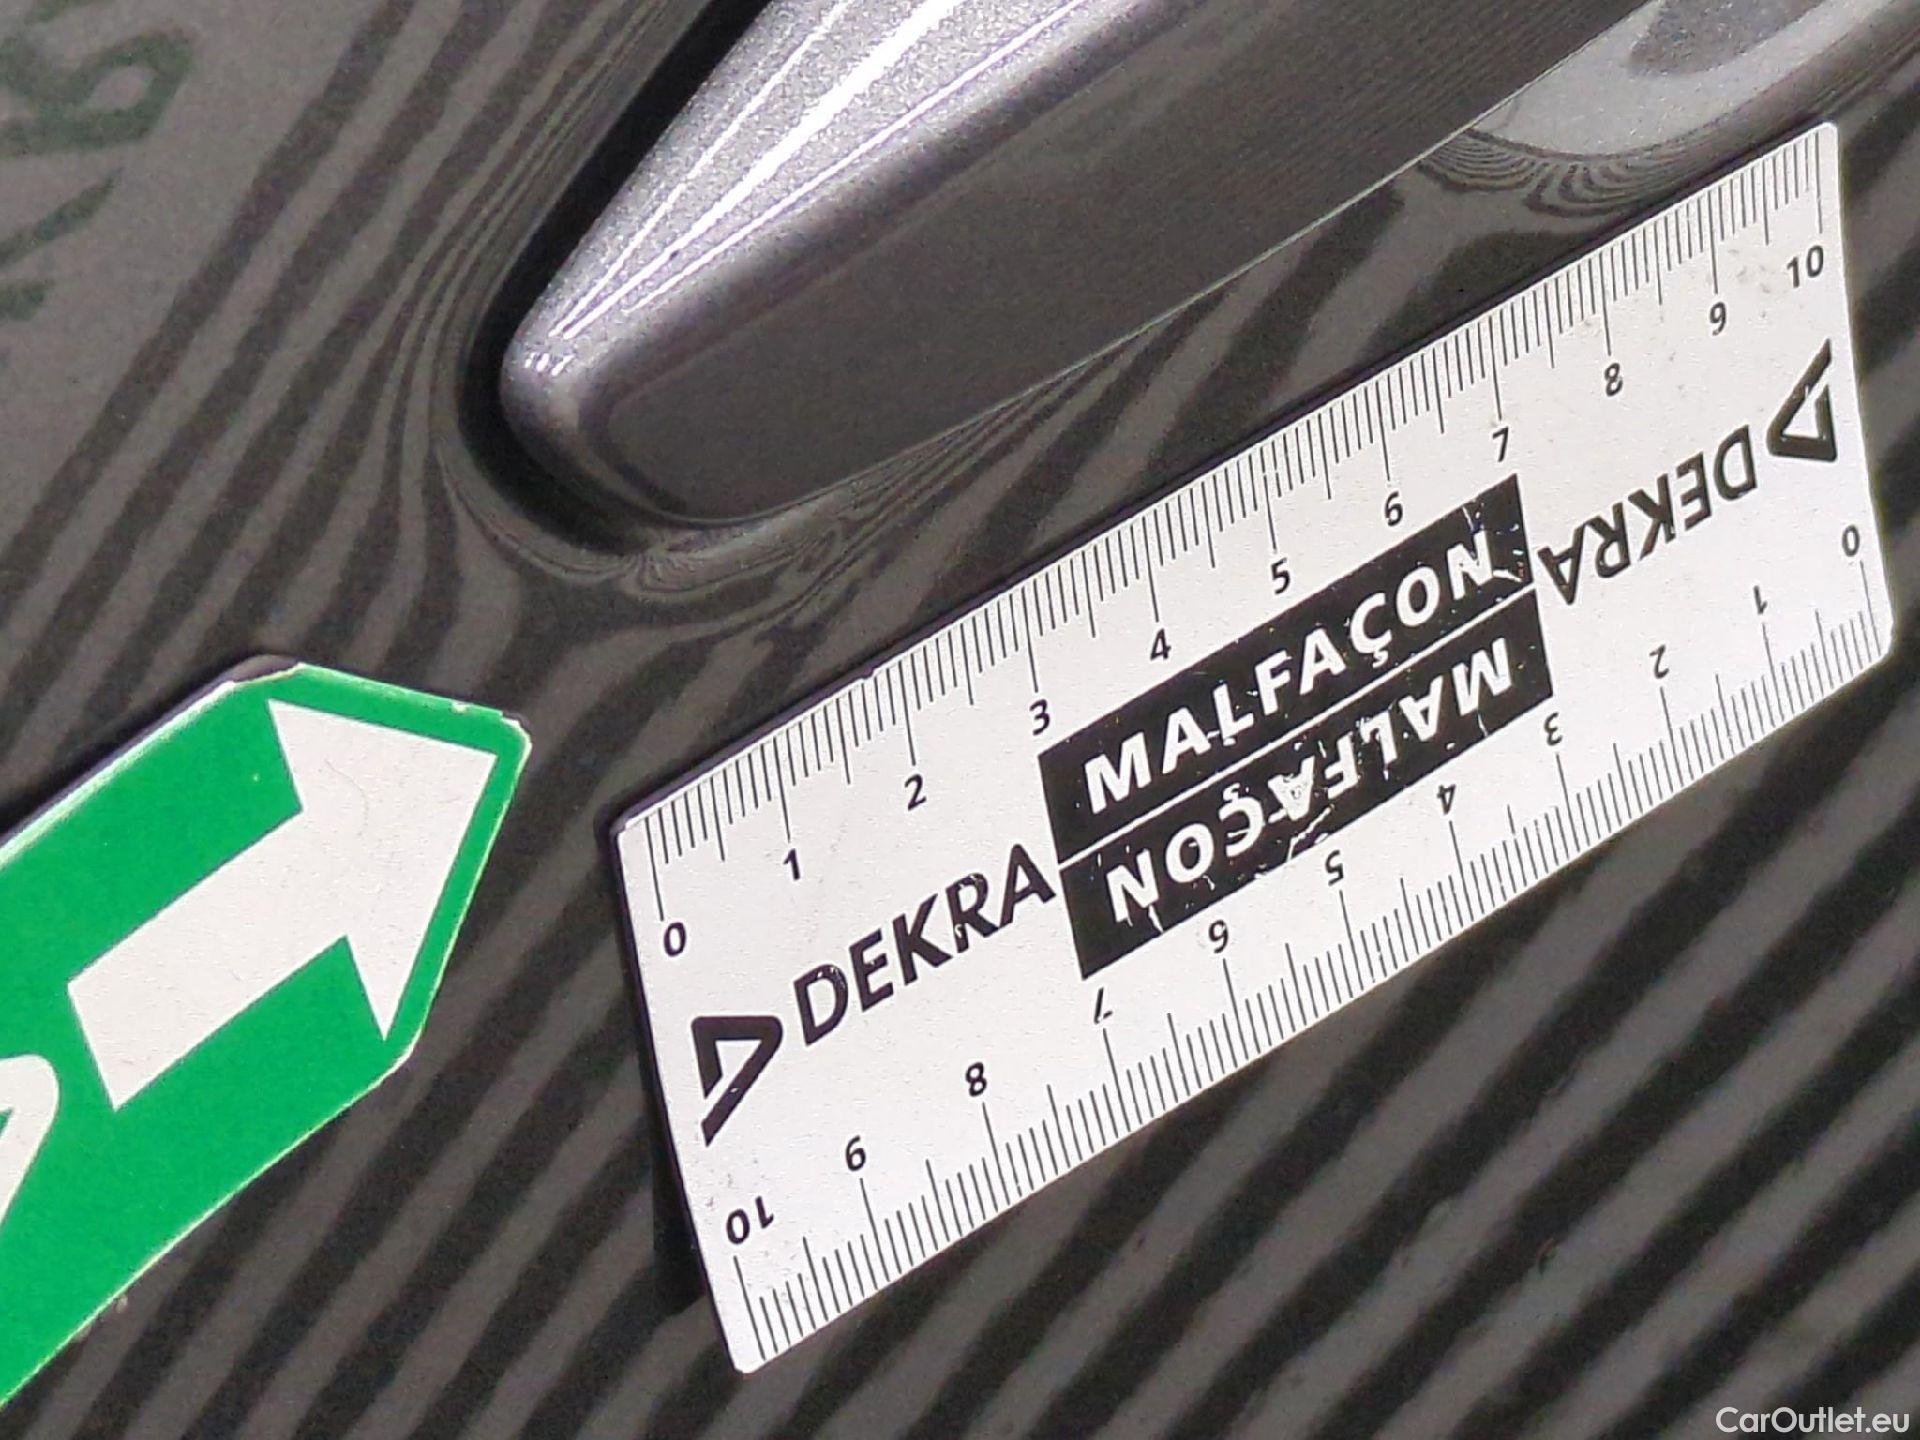 0 1 2 3 4 5 6 7 8 9 10
DEKRA
MALFAÇON
DEKRA
MALFAÇON
0 1 2 3 4 5 6 7 8 9 10
CarOutlet.eu